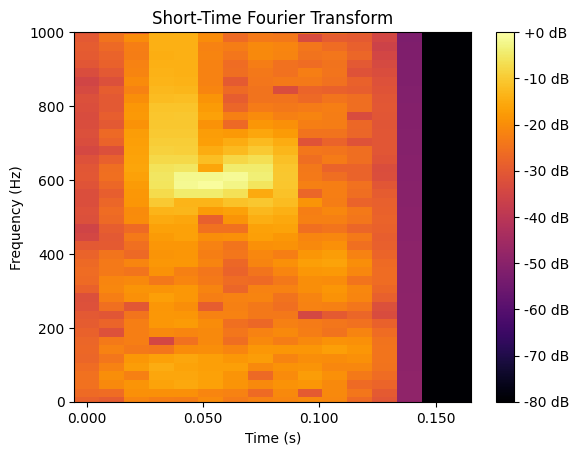 Short-Time Fourier Transform
1000
800
600
400
200
0
Frequency (Hz)
0.000
0.050
0.100
0.150
Time (s)
+0 dB
-10 dB
-20 dB
-30 dB
-40 dB
-50 dB
-60 dB
-70 dB
-80 dB